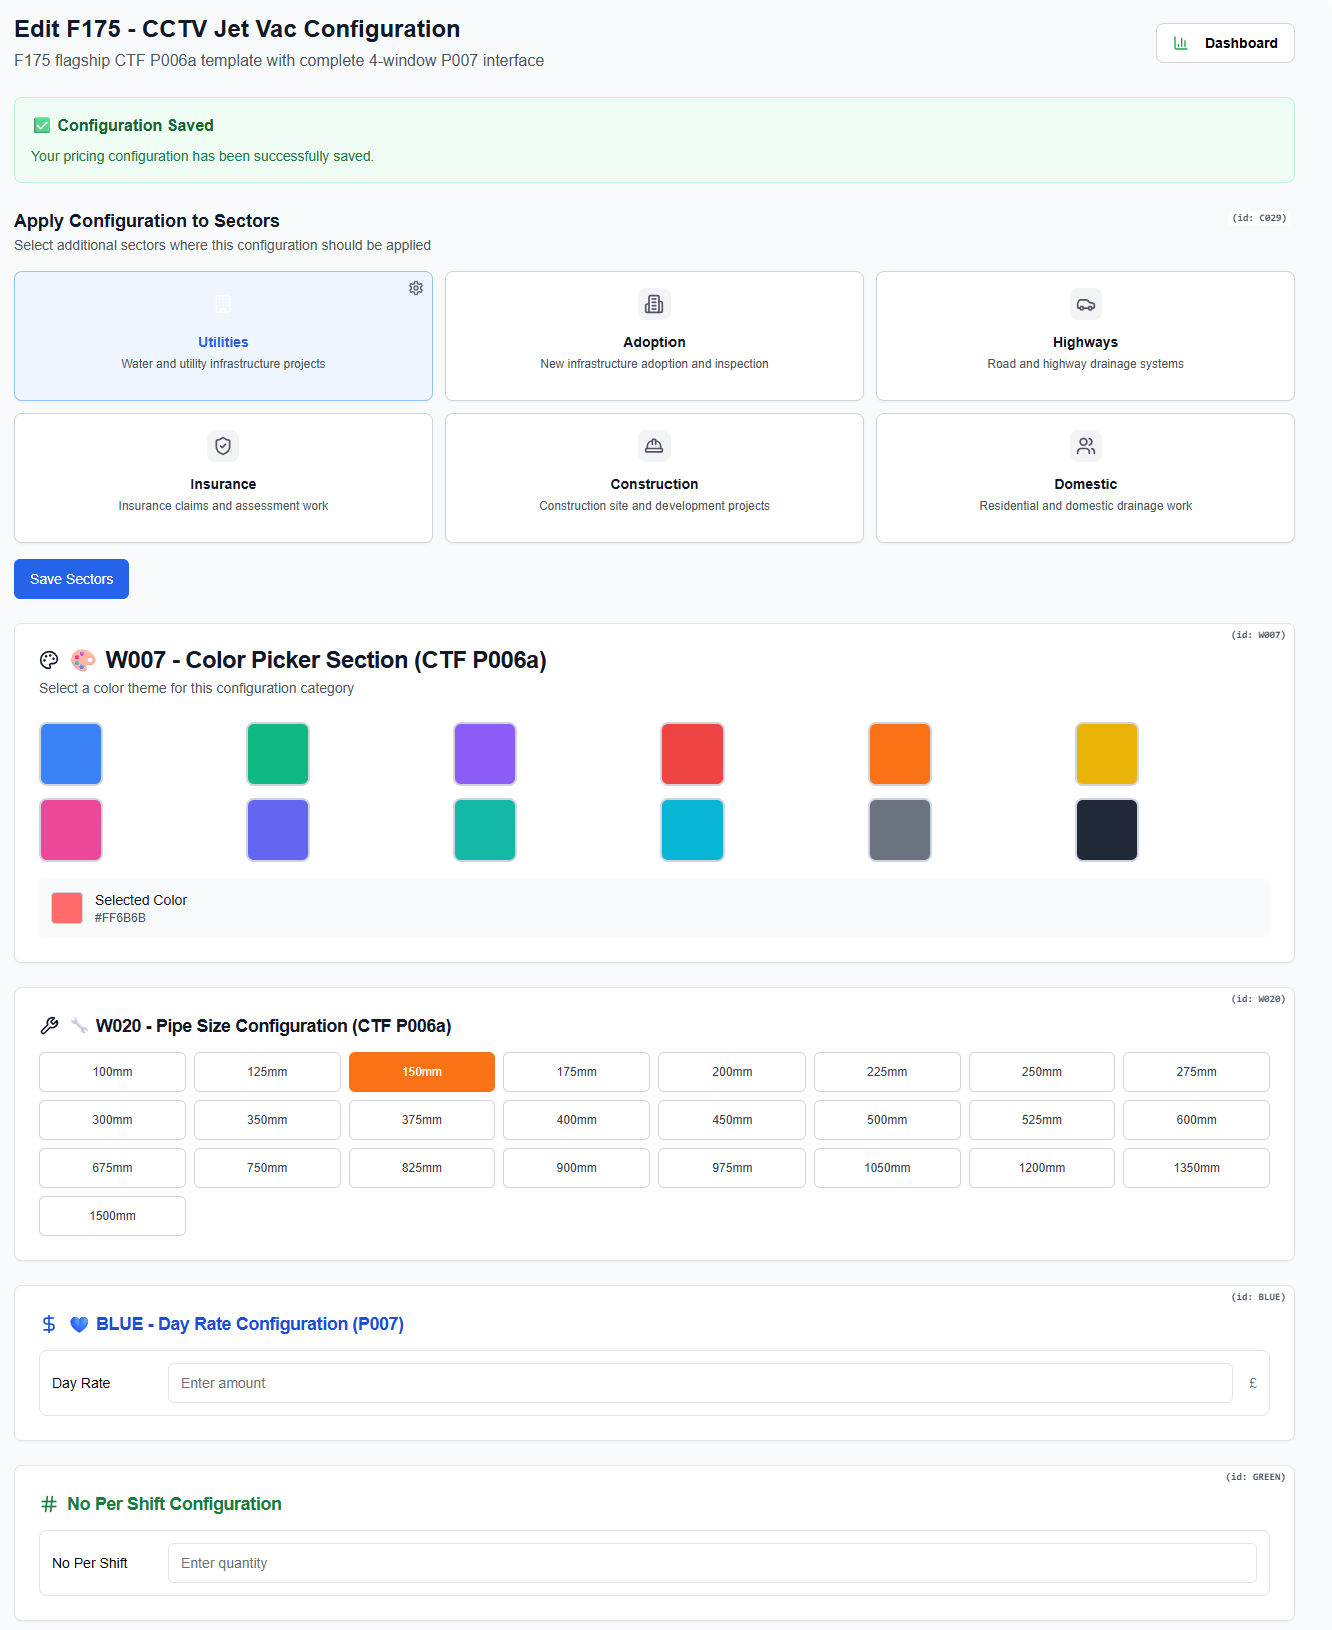 Edit F175 - CCTV Jet Vac Configuration
F175 flagship CTF P006a template with complete 4-window P007 interface
Dashboard
Configuration Saved
Your pricing configuration has been successfully saved.
Apply Configuration to Sectors
(id: C029)
Select additional sectors where this configuration should be applied
Utilities
Water and utility infrastructure projects
Adoption
New infrastructure adoption and inspection
Highways
Road and highway drainage systems
Insurance
Insurance claims and assessment work
Construction
Construction site and development projects
Domestic
Residential and domestic drainage work
Save Sectors
(id: W007)
W007 - Color Picker Section (CTF P006a)
Select a color theme for this configuration category
Selected Color
#FF6B6B
(id: W020)
W020 - Pipe Size Configuration (CTF P006a)
100mm 125mm 150mm 175mm 200mm 225mm 250mm 275mm
300mm 350mm 375mm 400mm 450mm 500mm 525mm 600mm
675mm 750mm 825mm 900mm 975mm 1050mm 1200mm 1350mm
1500mm
(id: BLUE)
$ BLUE - Day Rate Configuration (P007)
Day Rate Enter amount £
(id: GREEN)
# No Per Shift Configuration
No Per Shift Enter quantity